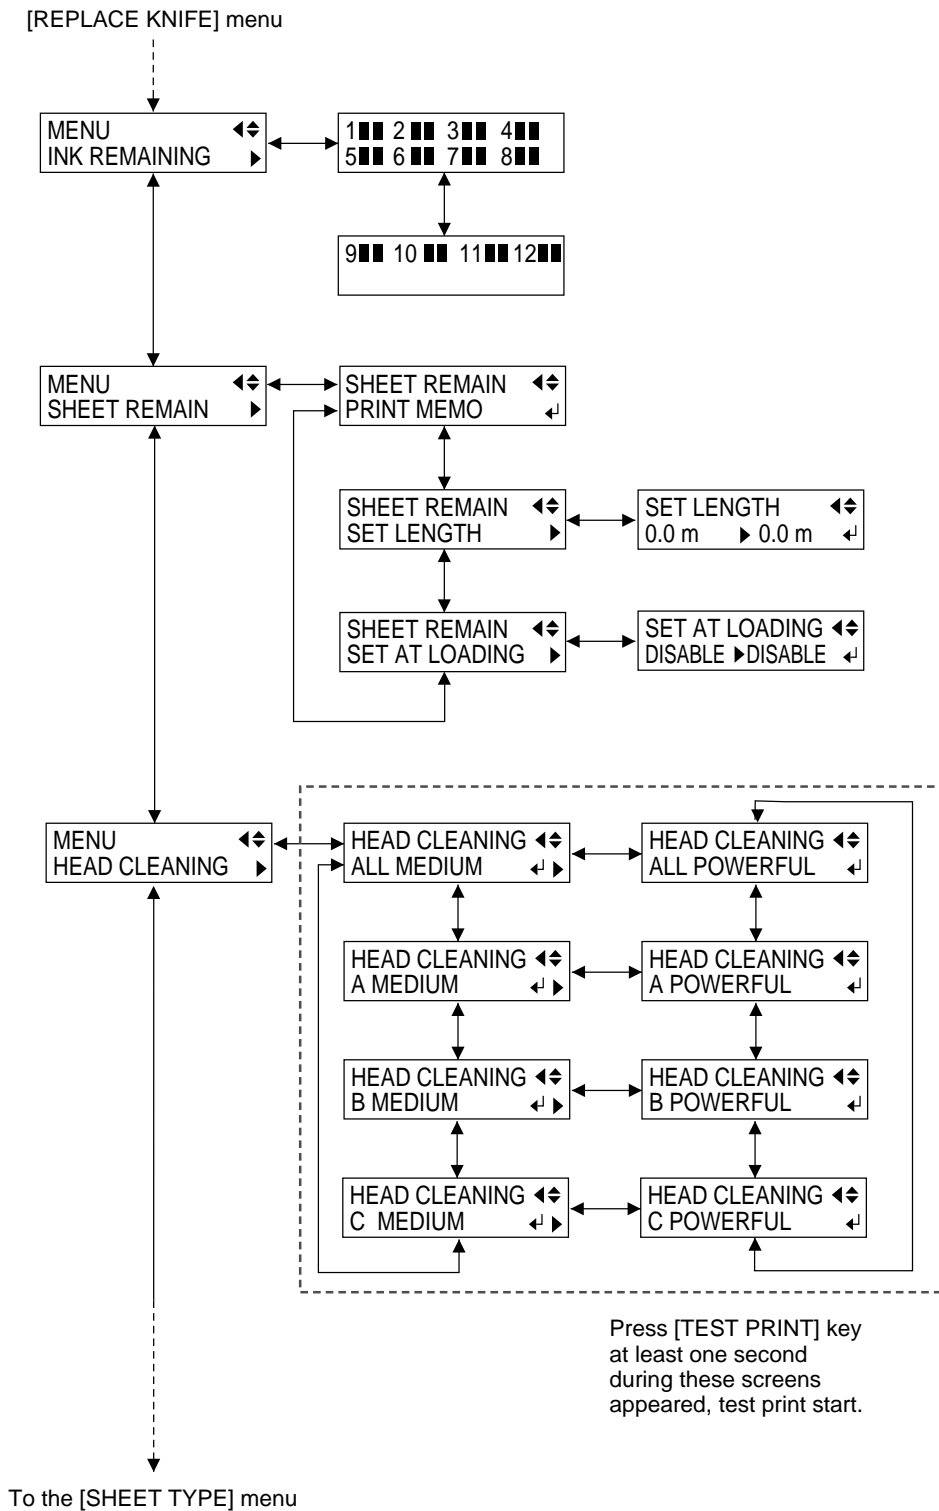 [REPLACE KNIFE] menu
MENU
INK REMAINING
1 2 3 4
5 6 7 8
9 10 11 12
MENU
SHEET REMAIN
SHEET REMAIN
PRINT MEMO
SHEET REMAIN
SET LENGTH
SET LENGTH
0.0 m 0.0 m
SHEET REMAIN
SET AT LOADING
SET AT LOADING
DISABLE DISABLE
MENU
HEAD CLEANING
HEAD CLEANING
ALL MEDIUM
HEAD CLEANING
ALL POWERFUL
HEAD CLEANING
A MEDIUM
HEAD CLEANING
A POWERFUL
HEAD CLEANING
B MEDIUM
HEAD CLEANING
B POWERFUL
HEAD CLEANING
C MEDIUM
HEAD CLEANING
C POWERFUL
Press [TEST PRINT] key
at least one second
during these screens
appeared, test print start.
To the [SHEET TYPE] menu